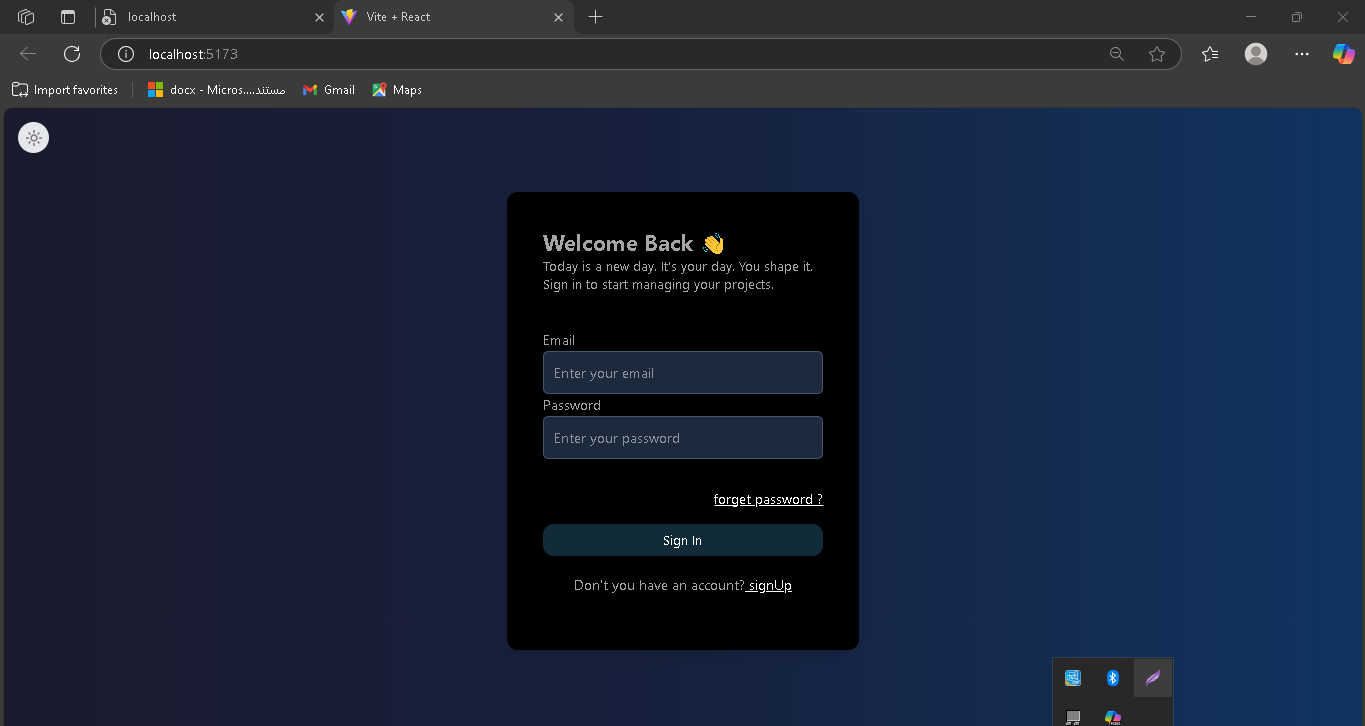 localhost
Vite + React
localhost:5173
Import favorites
docx - Micros....مستند
Gmail
Maps
Welcome Back 👋
Today is a new day. It's your day. You shape it.
Sign in to start managing your projects.
Email
Enter your email
Password
Enter your password
forget password ?
Sign In
Don't you have an account? signUp